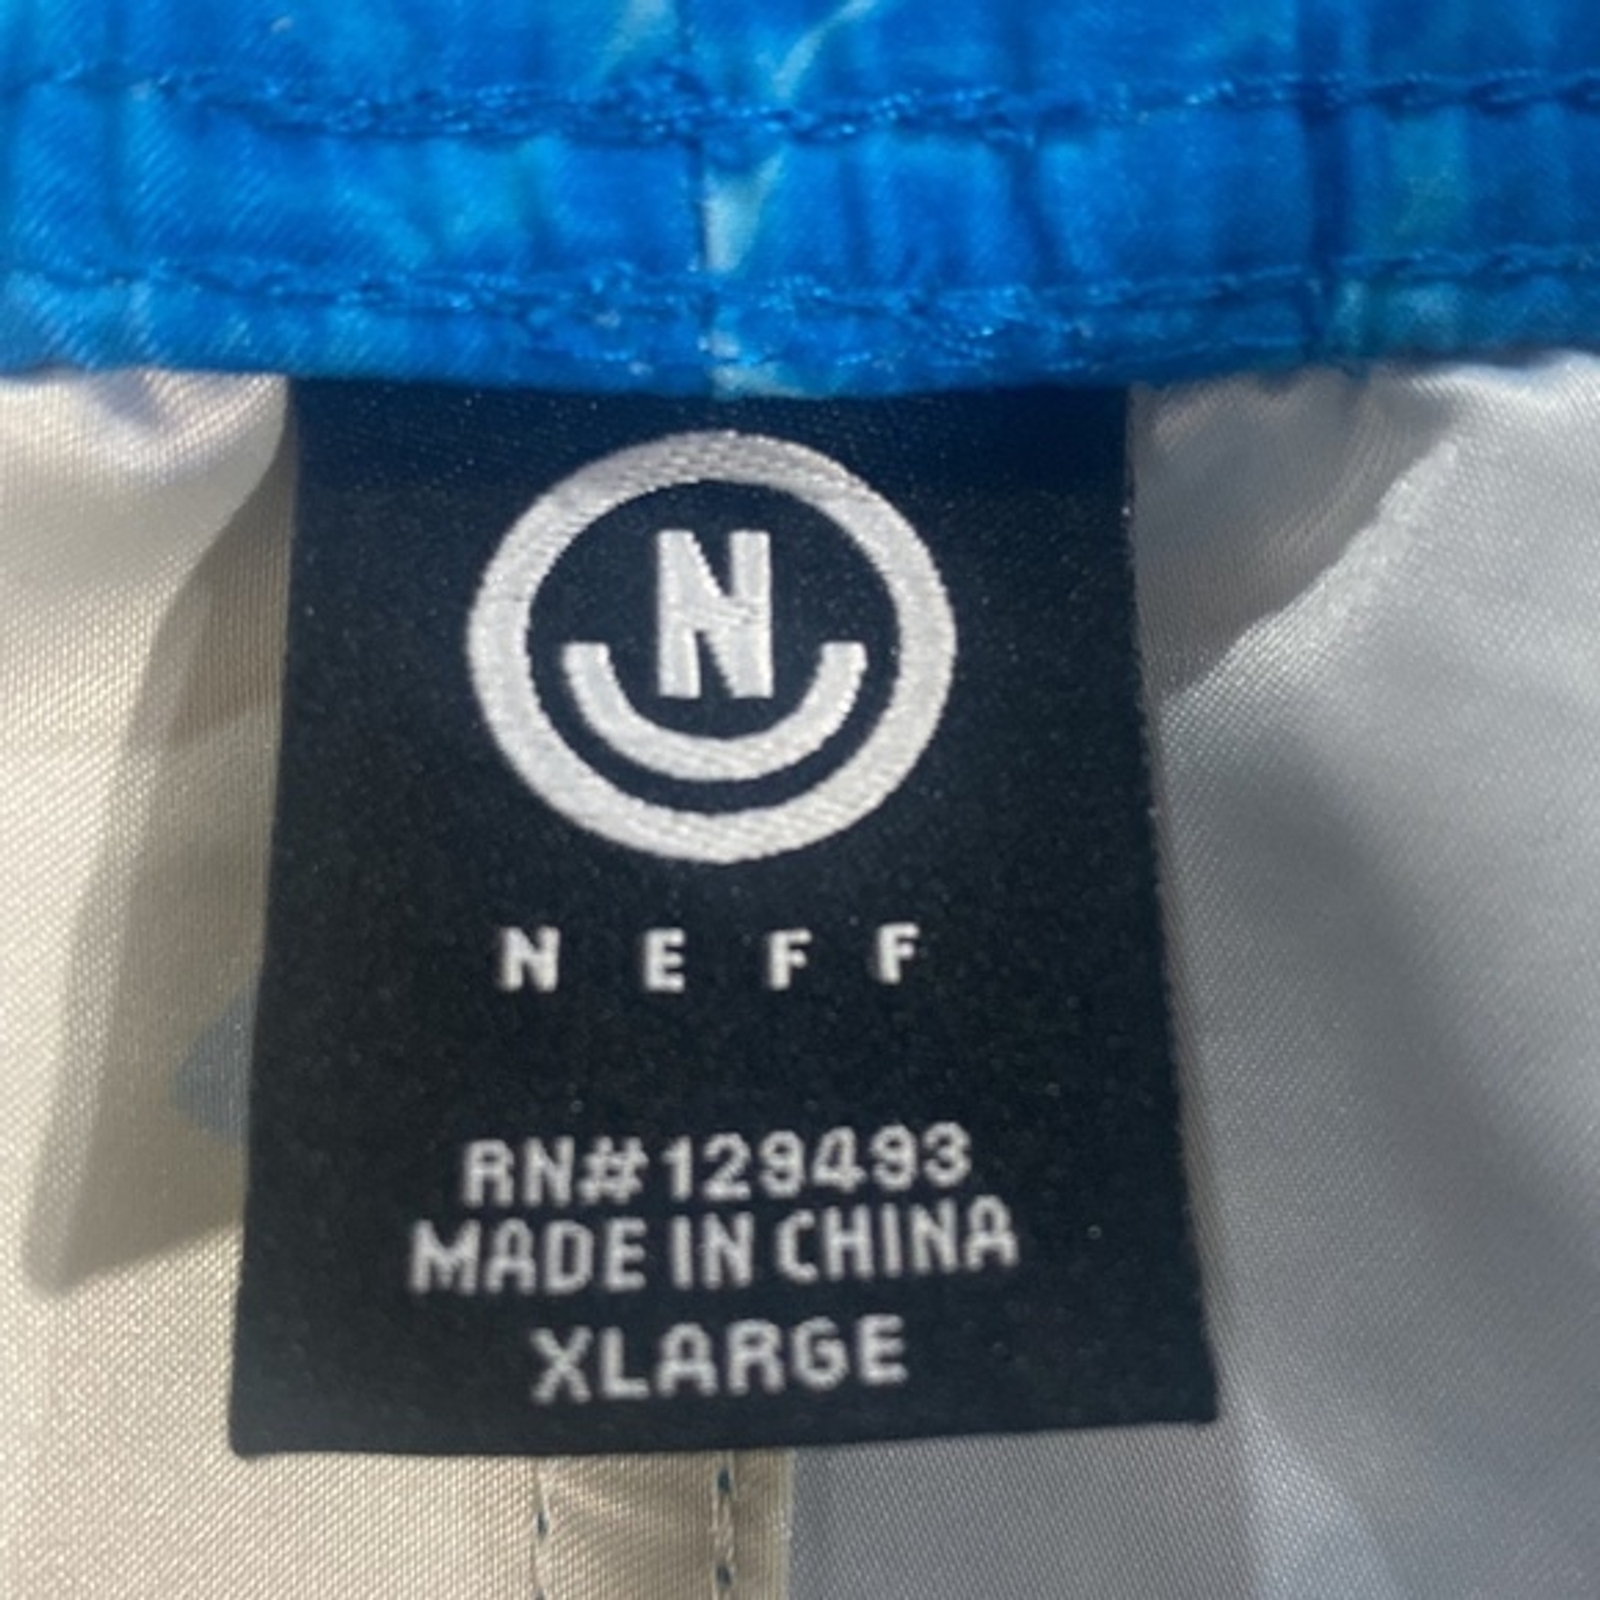 N
NEFF
RN#129493
MADE IN CHINA
XLARGE